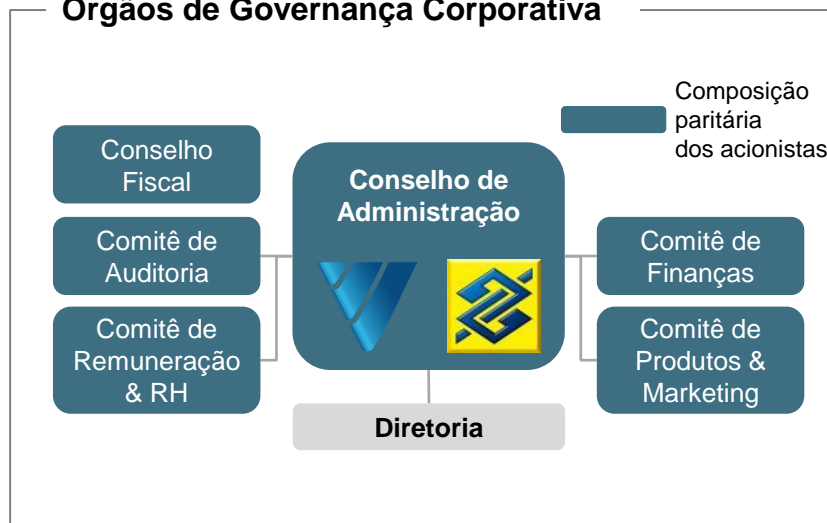 Órgãos de Governança Corporativa
Composição
paritária
dos acionistas
Conselho
Fiscal
Conselho de
Administração
Comitê de
Auditoria
Comitê de
Finanças
Comitê de
Remuneração
& RH
Comitê de
Produtos &
Marketing
Diretoria